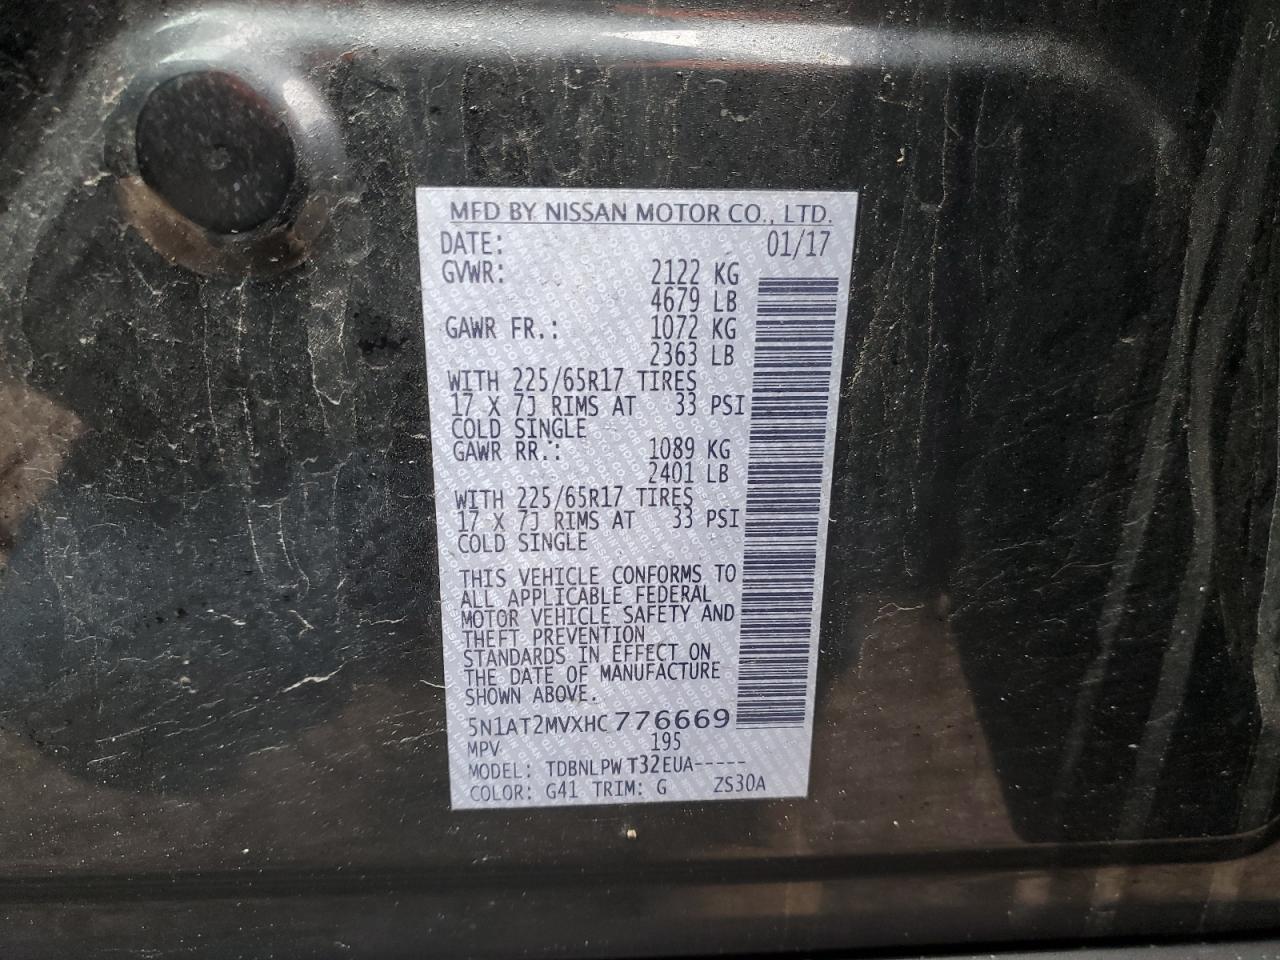 MFD BY NISSAN MOTOR CO., LTD.
DATE: 01/17
GVWR: 2122 KG
4679 LB
GAWR FR.: 1072 KG
2363 LB
WITH 225/65R17 TIRES
17 X 7J RIMS AT 33 PSI
COLD SINGLE
GAWR RR.: 1089 KG
2401 LB
WITH 225/65R17 TIRES
17 X 7J RIMS AT 33 PSI
COLD SINGLE
THIS VEHICLE CONFORMS TO
ALL APPLICABLE FEDERAL
MOTOR VEHICLE SAFETY AND
THEFT PREVENTION
STANDARDS IN EFFECT ON
THE DATE OF MANUFACTURE
SHOWN ABOVE.
5N1AT2MVXHC776669
MPV 195
MODEL: TDBNLPW T32EUA-----
COLOR: G41 TRIM: G ZS30A